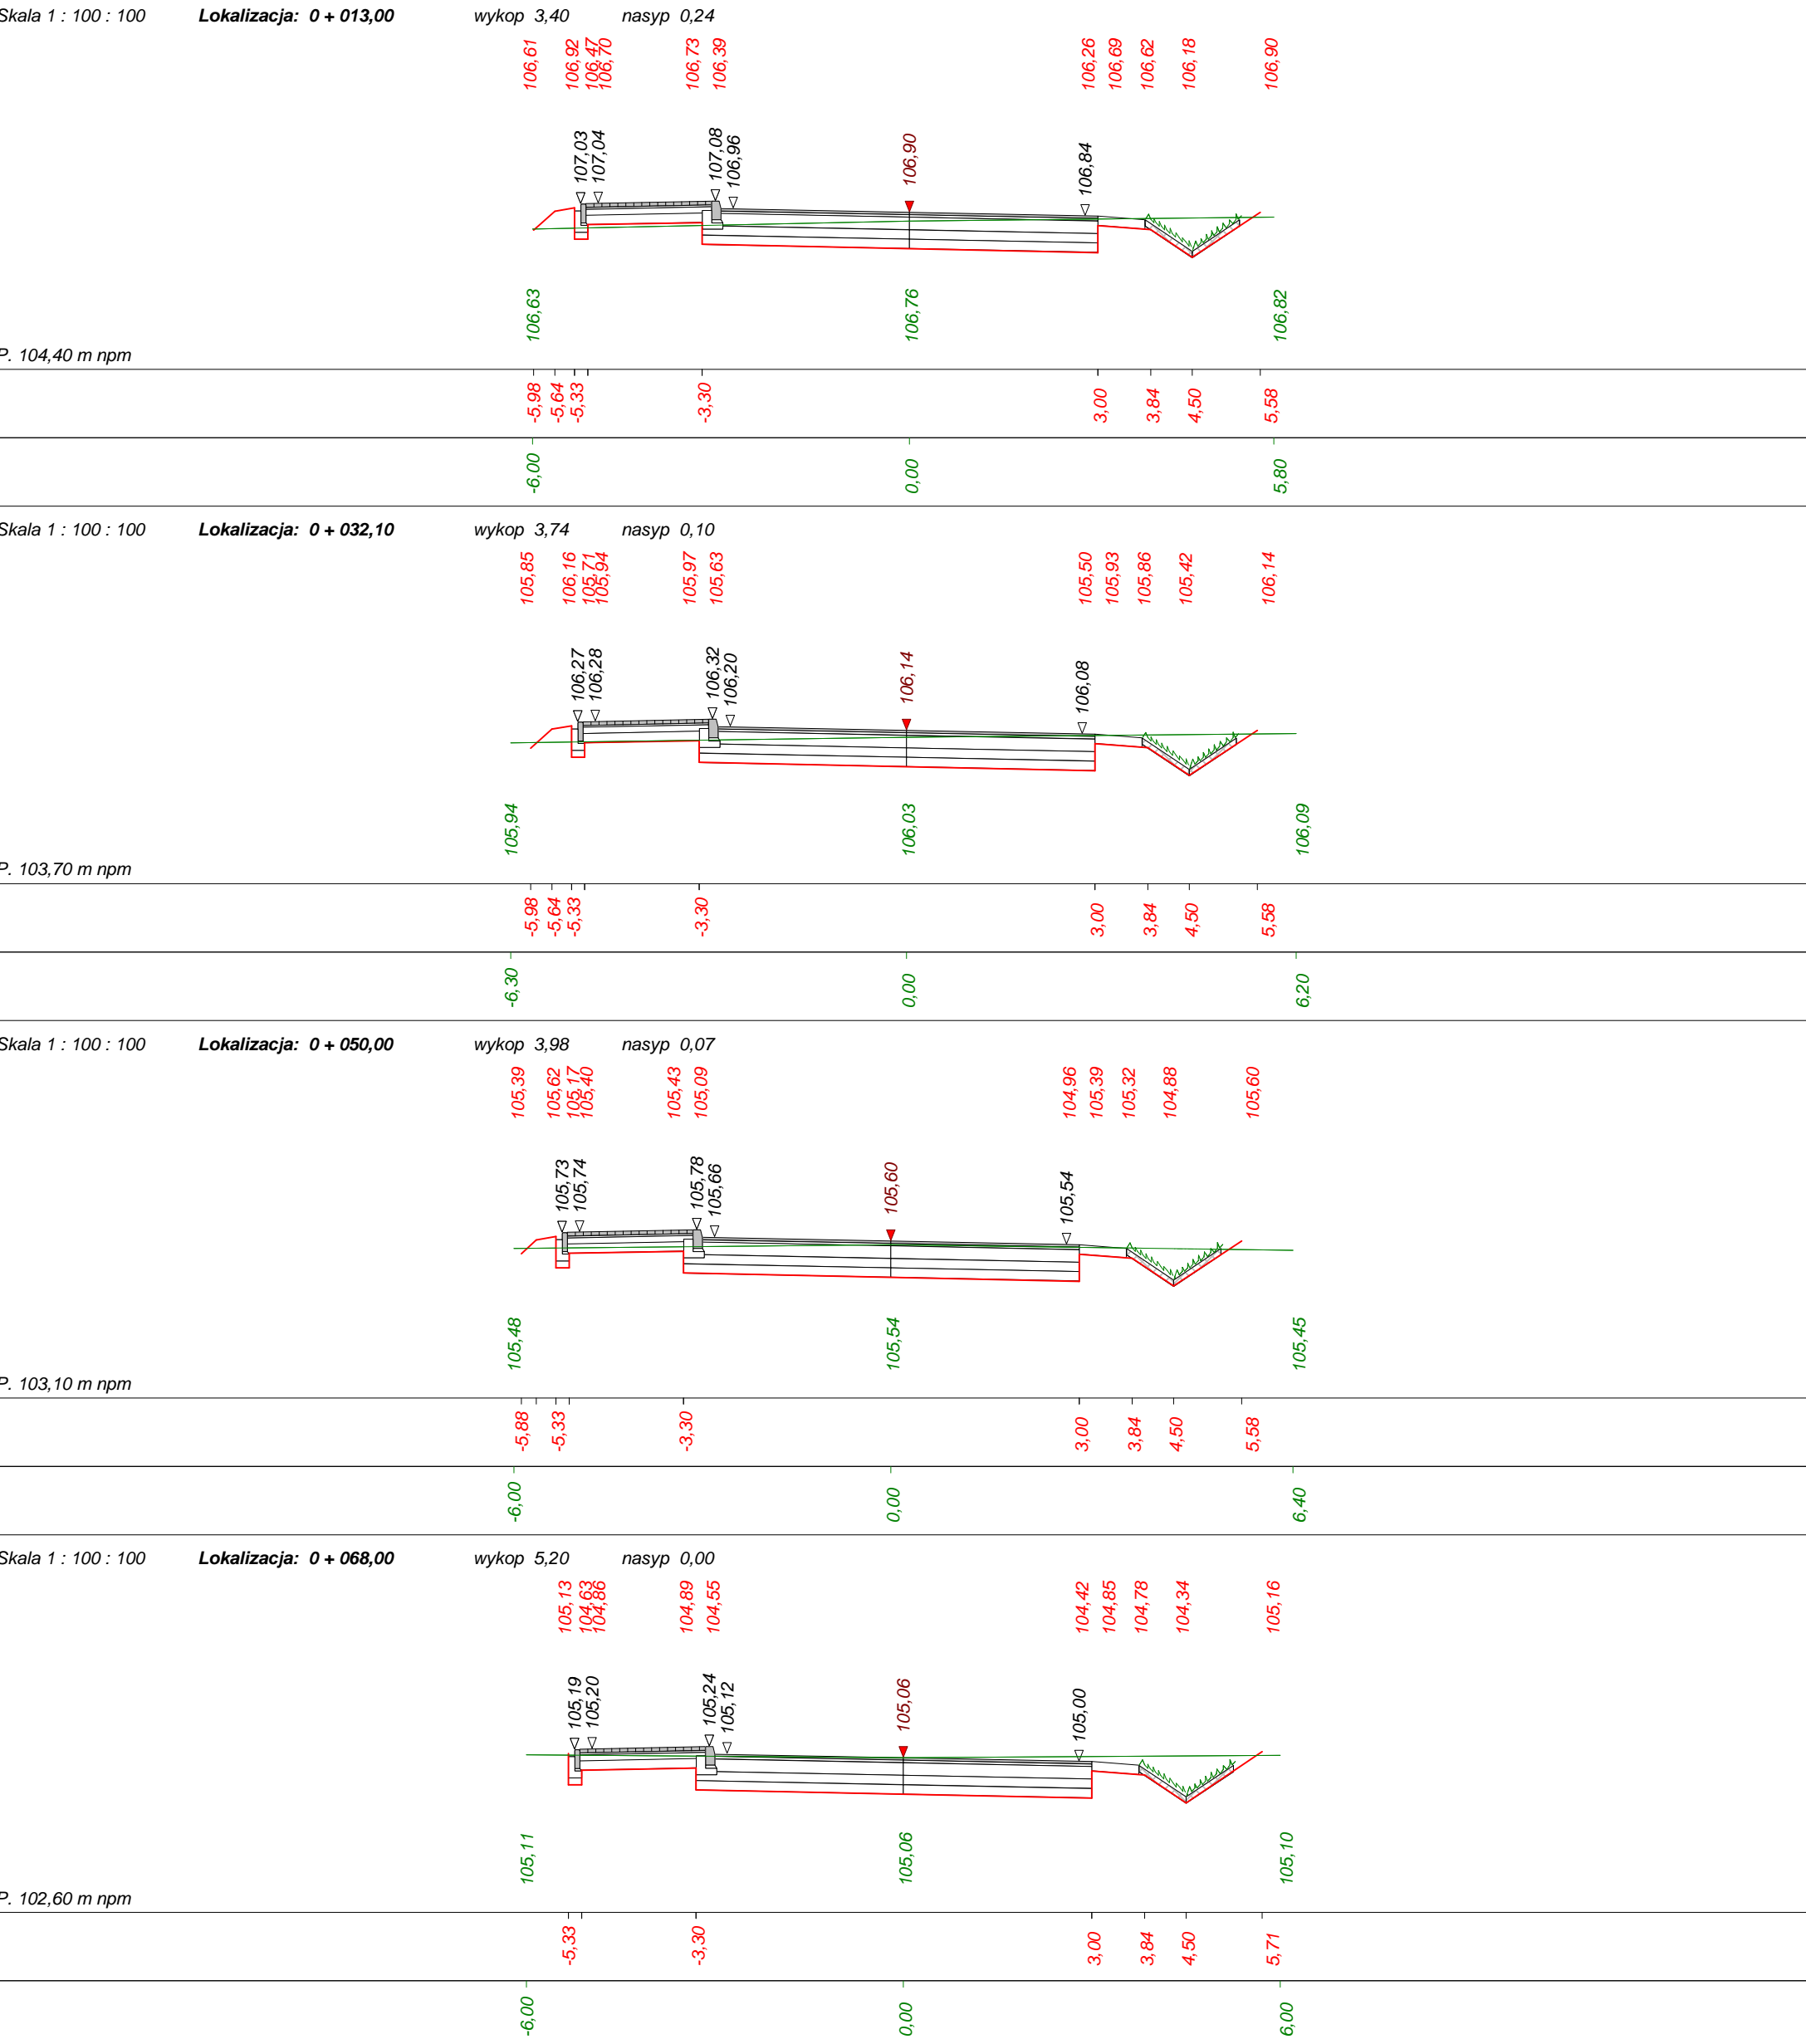 Skala 1 : 100 : 100 Lokalizacja: 0 + 013,00 wykop 3,40 nasyp 0,24
106,61 106,92 106,47 106,70 106,73 106,39 106,26 106,69 106,62 106,18 106,90
107,03 107,04 107,08 106,96 106,90 106,84
106,63 106,76 106,82
P. 104,40 m npm
-5,98 -5,64 -5,33 -3,30 3,00 3,84 4,50 5,58
-6,00 0,00 5,80
Skala 1 : 100 : 100 Lokalizacja: 0 + 032,10 wykop 3,74 nasyp 0,10
105,85 106,16 105,71 105,94 105,97 105,63 105,50 105,93 105,86 105,42 106,14
106,27 106,28 106,32 106,20 106,14 106,08
105,94 106,03 106,09
P. 103,70 m npm
-5,98 -5,64 -5,33 -3,30 3,00 3,84 4,50 5,58
-6,30 0,00 6,20
Skala 1 : 100 : 100 Lokalizacja: 0 + 050,00 wykop 3,98 nasyp 0,07
105,39 105,62 105,17 105,40 105,43 105,09 104,96 105,39 105,32 104,88 105,60
105,73 105,74 105,78 105,66 105,60 105,54
105,48 105,54 105,45
P. 103,10 m npm
-5,88 -5,33 -3,30 3,00 3,84 4,50 5,58
-6,00 0,00 6,40
Skala 1 : 100 : 100 Lokalizacja: 0 + 068,00 wykop 5,20 nasyp 0,00
105,13 104,63 104,86 104,89 104,55 104,42 104,85 104,78 104,34 105,16
105,19 105,20 105,24 105,12 105,06 105,00
105,11 105,06 105,10
P. 102,60 m npm
-5,33 -3,30 3,00 3,84 4,50 5,71
-6,00 0,00 6,00